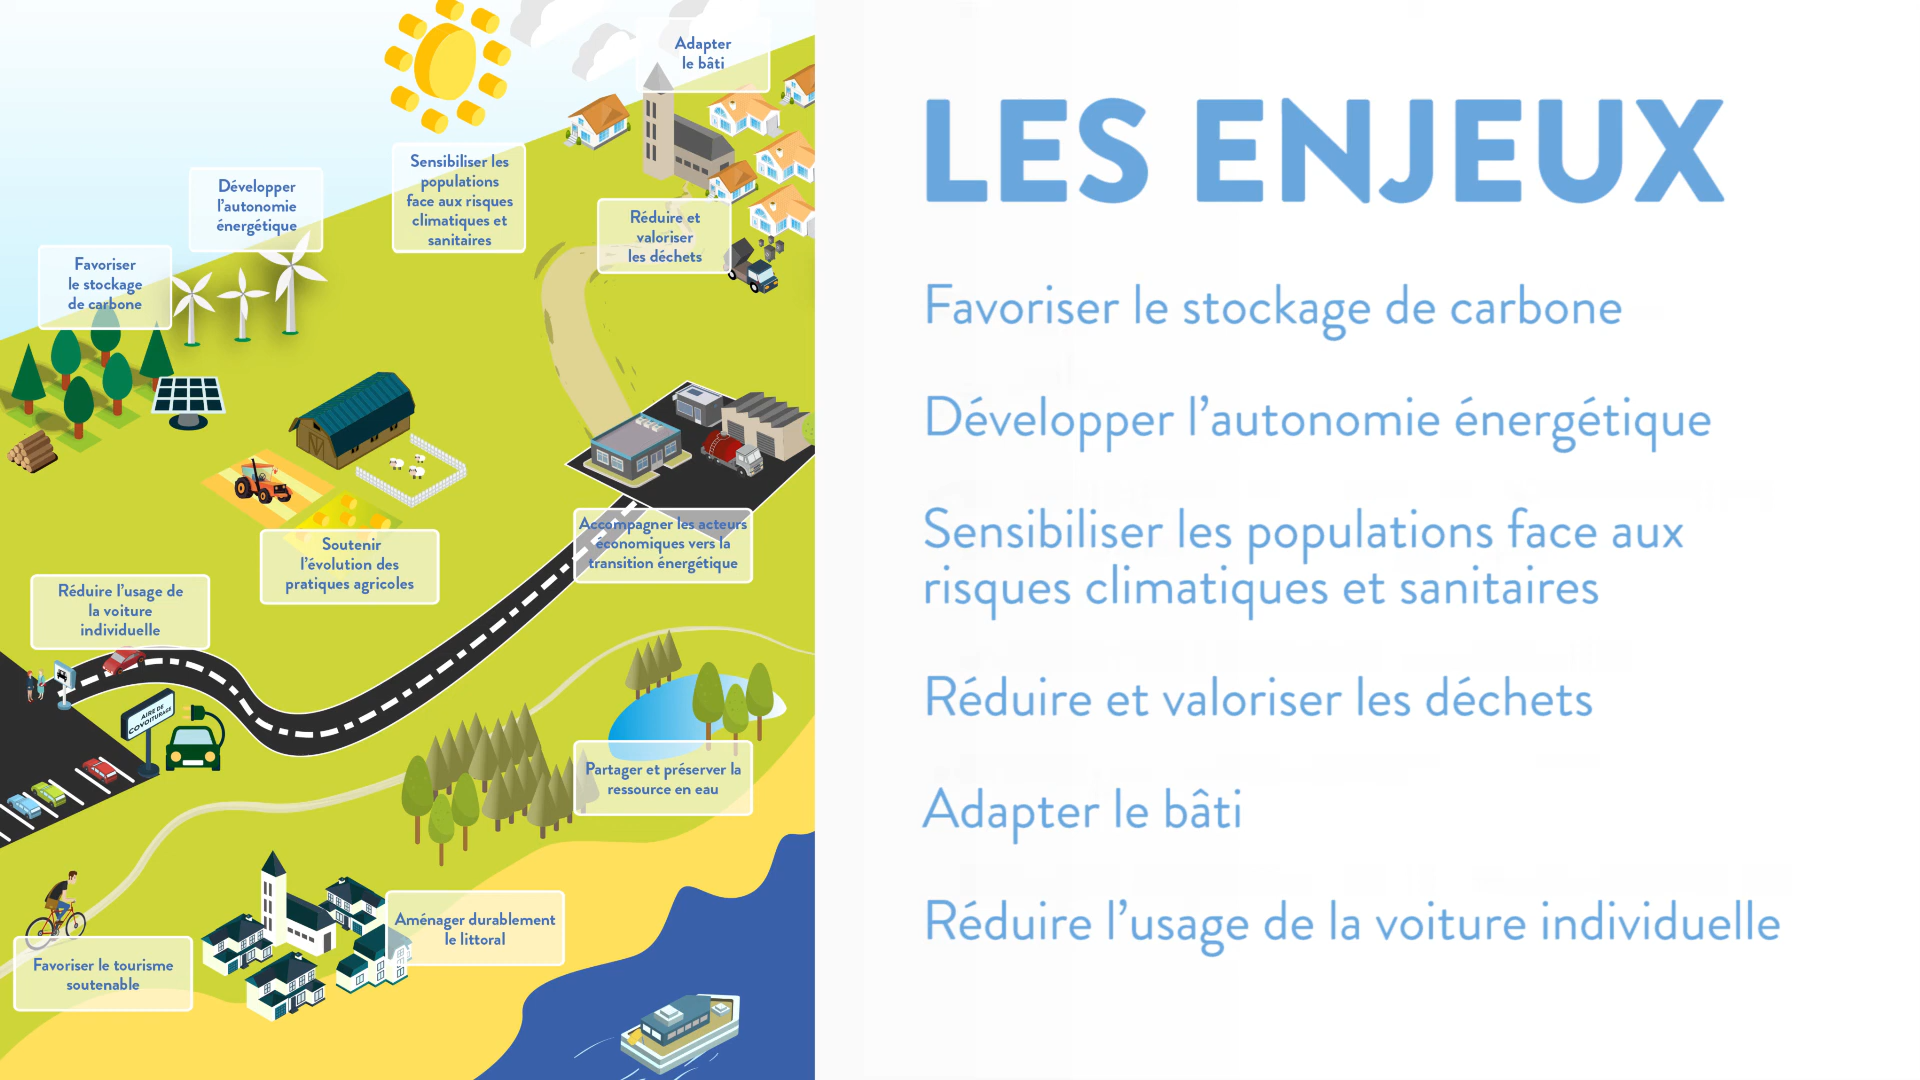 Adapter
le bâti
Sensibiliser les
populations
face aux risques
climatiques et
sanitaires
Développer
l’autonomie
énergétique
Réduire et
valoriser
les déchets
Favoriser
le stockage
de carbone
Accompagner les acteurs
économiques vers la
transition énergétique
Soutenir
l’évolution des
pratiques agricoles
Réduire l’usage de
la voiture
individuelle
AIRE DE
COVOITURAGE
Partager et préserver la
ressource en eau
Aménager durablement
le littoral
Favoriser le tourisme
soutenable
LES ENJEUX
Favoriser le stockage de carbone
Développer l’autonomie énergétique
Sensibiliser les populations face aux
risques climatiques et sanitaires
Réduire et valoriser les déchets
Adapter le bâti
Réduire l’usage de la voiture individuelle